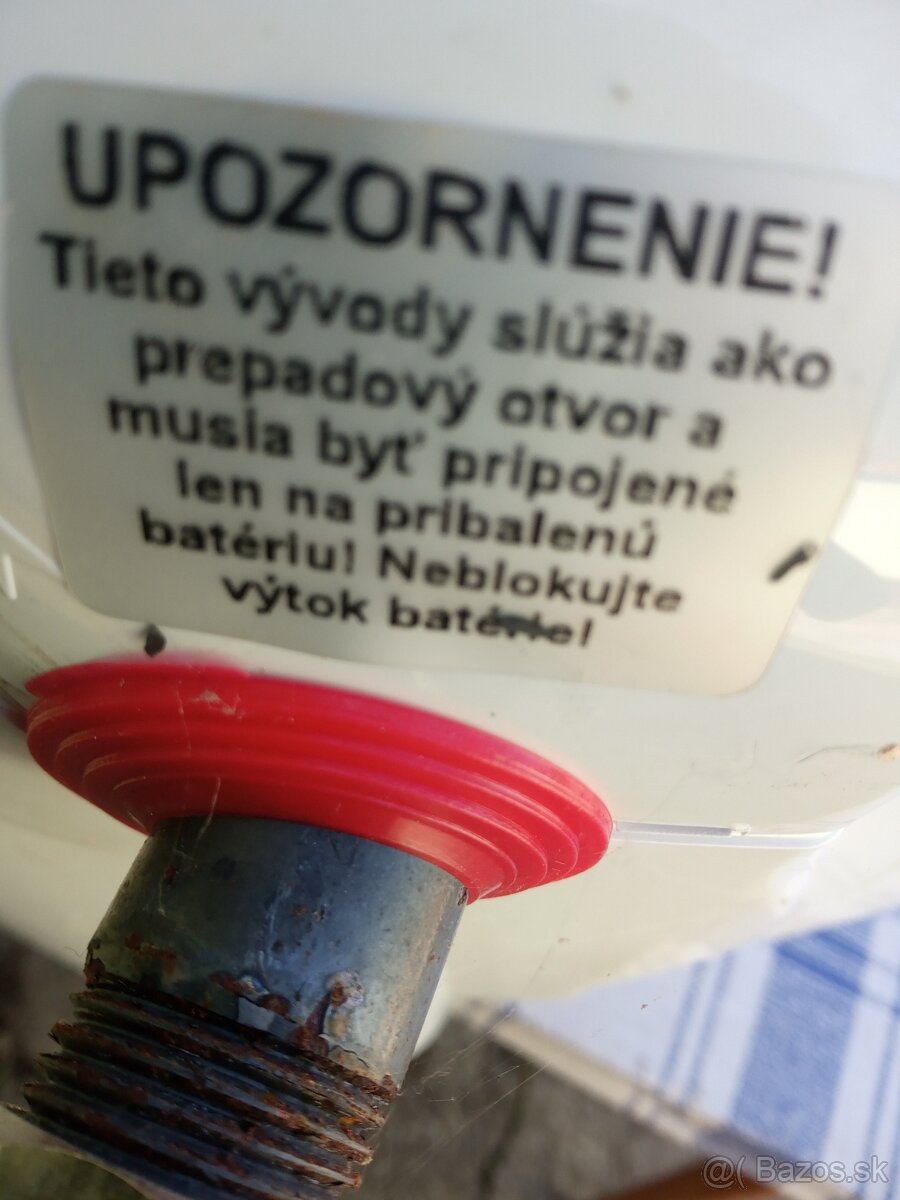 UPOZORNENIE!
Tieto vývody slúžia ako
prepadový otvor a
musia byť pripojené
len na pribalenú
batériu! Neblokujte
výtok batérie!
@( Bazos.sk